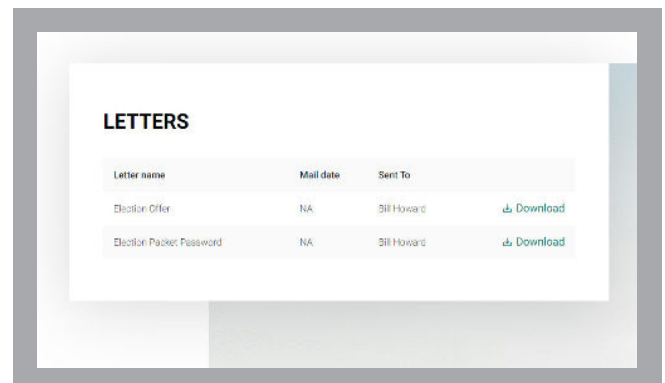 LETTERS
Letter name Mail date Sent To
Election Offer NA Bill Howard Download
Election Packet Password NA Bill Howard Download